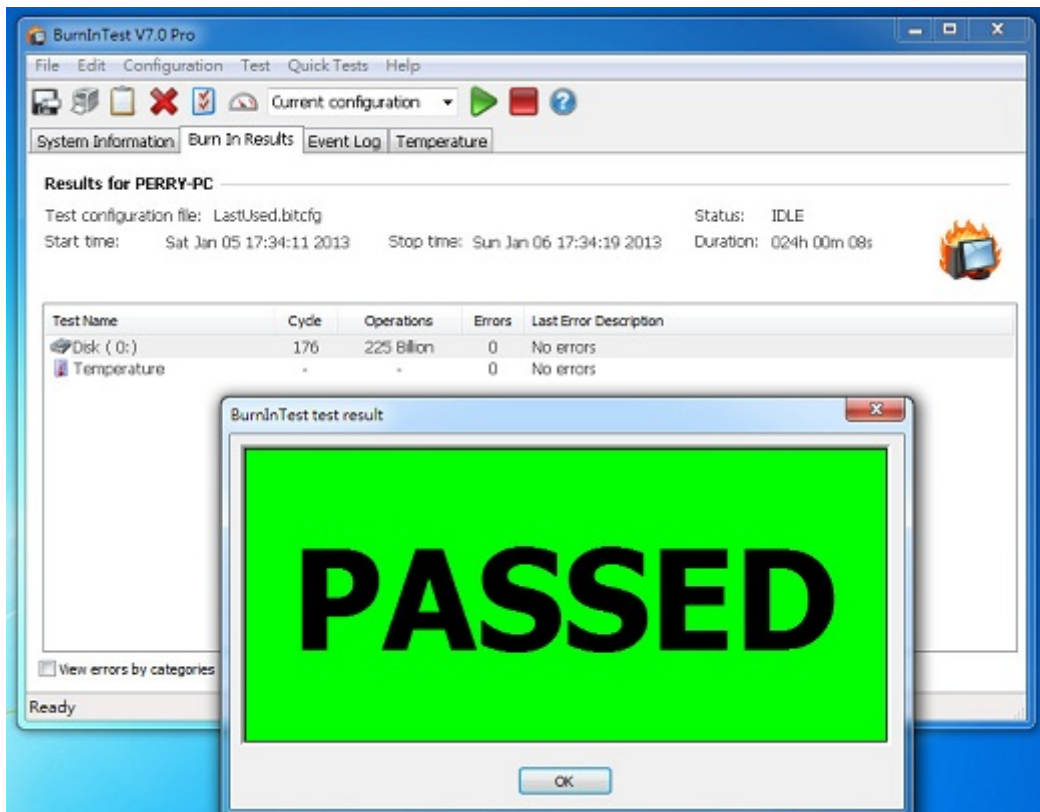 BurnInTest V7.0 Pro
File Edit Configuration Test Quick Tests Help
Current configuration
System Information Burn In Results Event Log Temperature
Results for PERRY-PC
Test configuration file: LastUsed.bitcfg Status: IDLE
Start time: Sat Jan 05 17:34:11 2013 Stop time: Sun Jan 06 17:34:19 2013 Duration: 024h 00m 08s
Test Name Cycle Operations Errors Last Error Description
Disk ( 0:) 176 225 Billion 0 No errors
Temperature - - 0 No errors
BurnInTest test result
PASSED
View errors by categories
Ready
OK